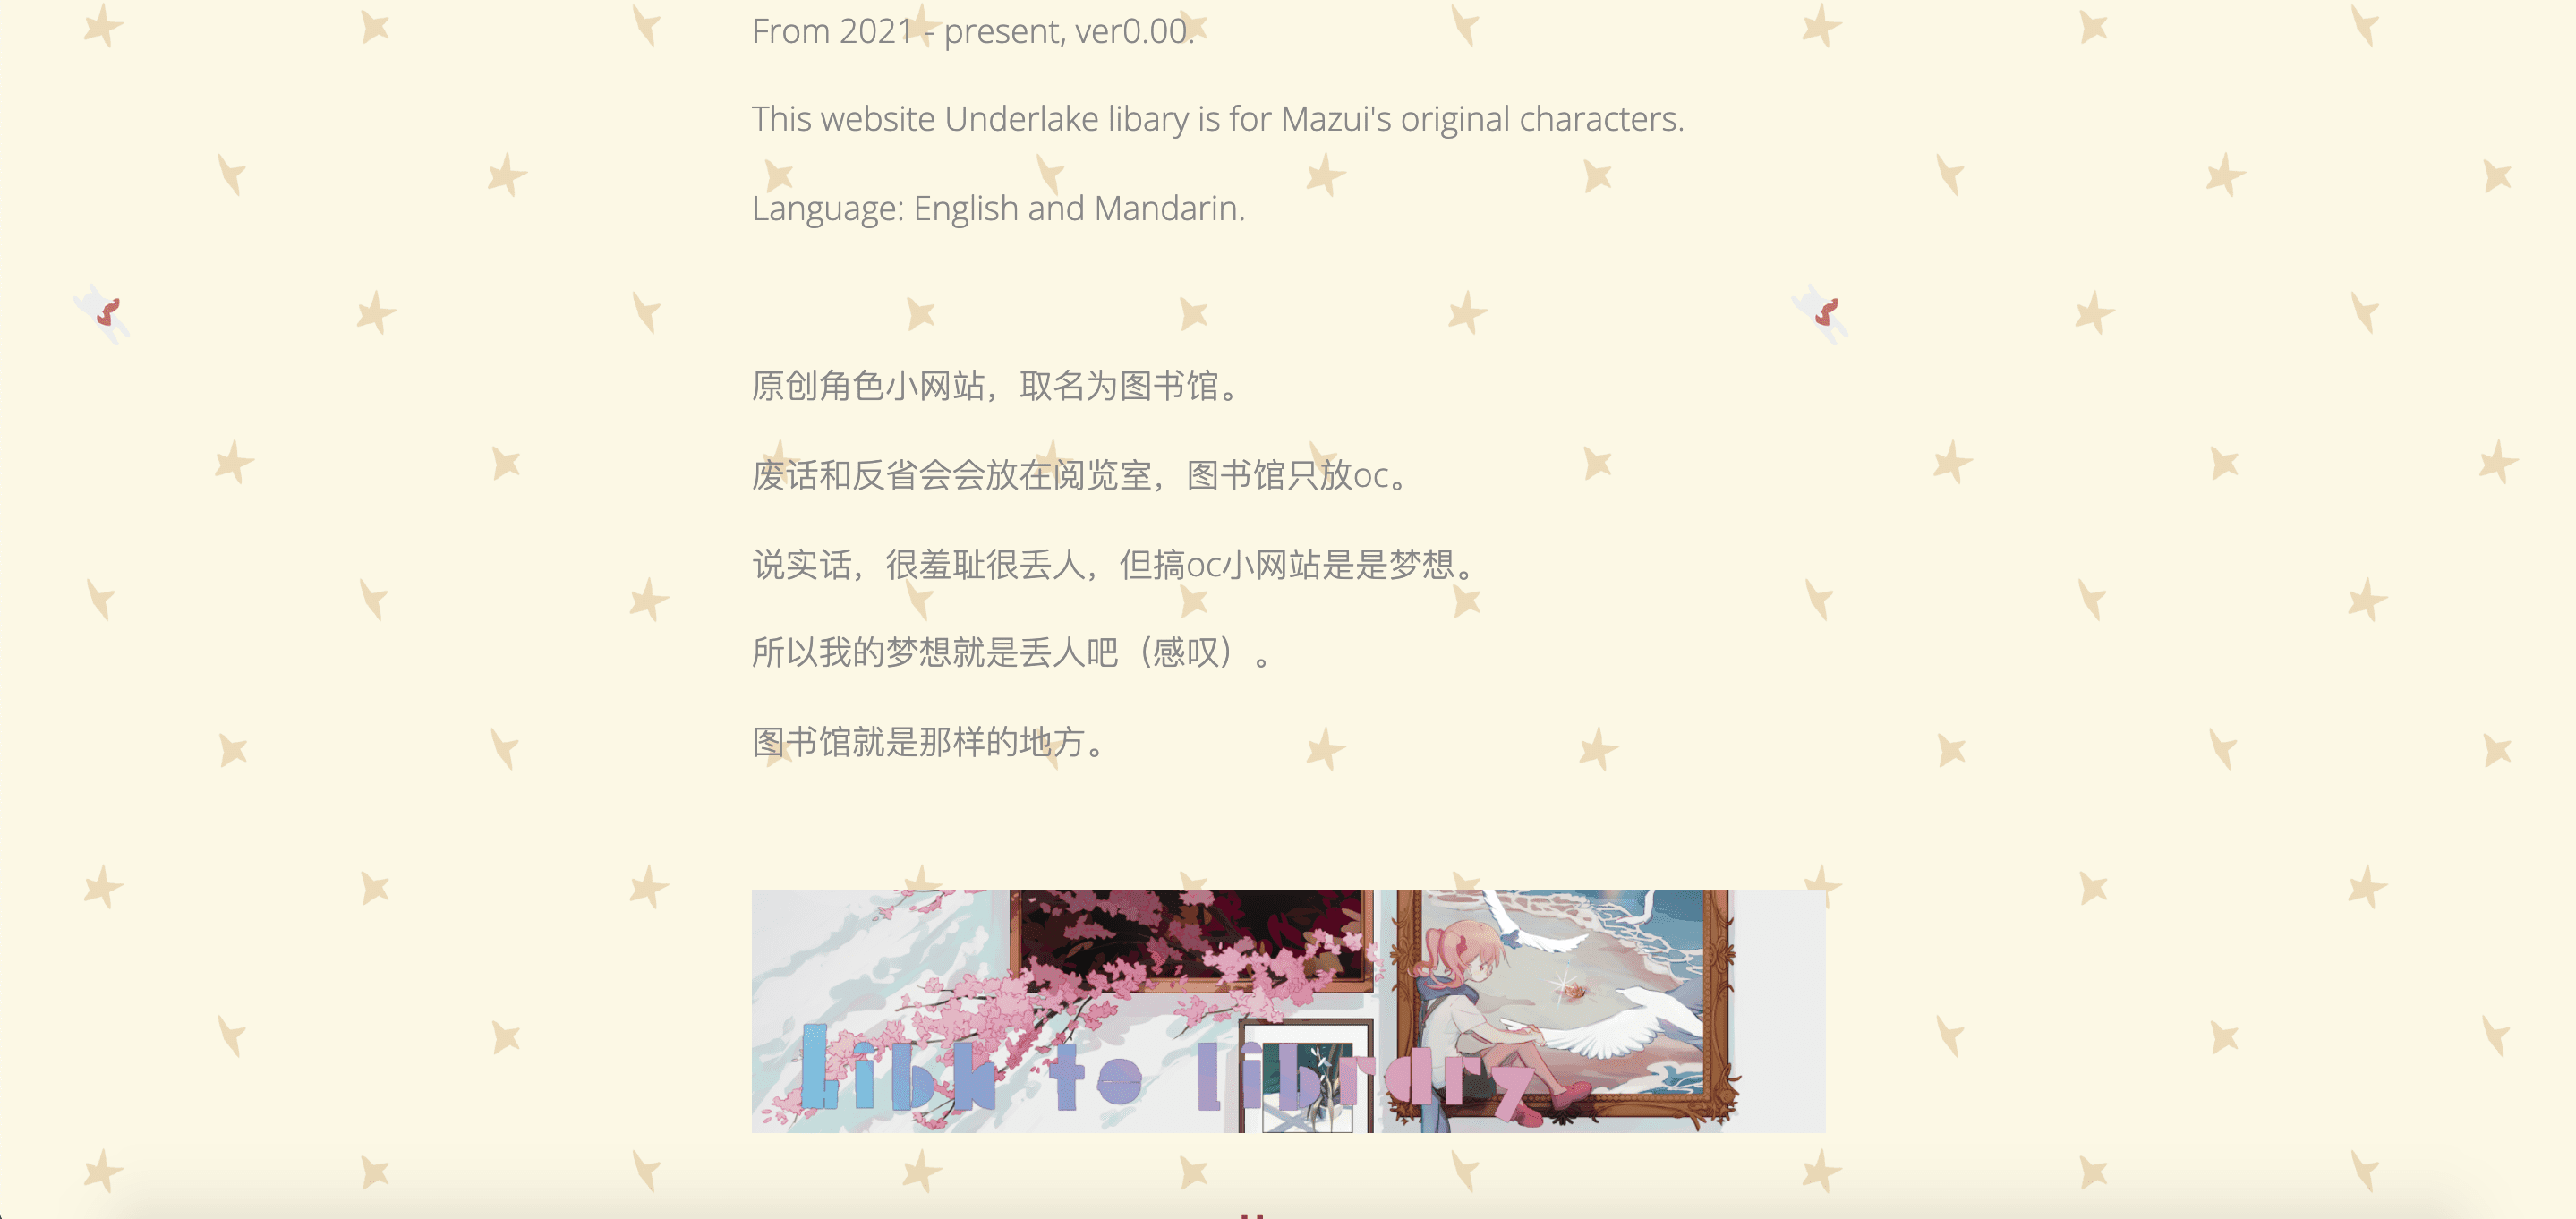 From 2021 - present, ver0.00.
This website Underlake libary is for Mazui's original characters.
Language: English and Mandarin.
原创角色小网站，取名为图书馆。
废话和反省会会放在阅览室，图书馆只放oc。
说实话，很羞耻很丢人，但搞oc小网站是是梦想。
所以我的梦想就是丢人吧（感叹）。
图书馆就是那样的地方。
Link to library